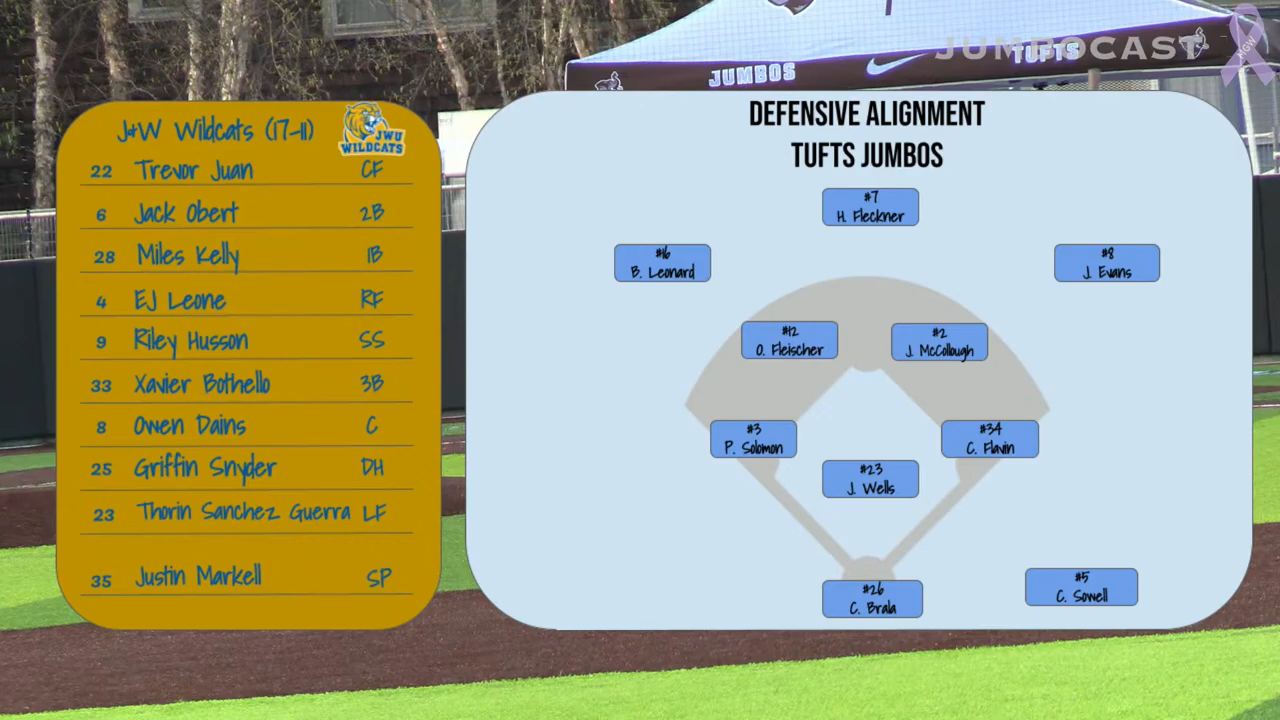 JUMBOCAST
JUMBOS
TUFTS
J+W Wildcats (17-11)
JWU
WILDCATS
22 Trevor Juan CF
6 Jack Obert 2B
28 Miles Kelly 1B
4 EJ Leone RF
9 Riley Husson SS
33 Xavier Bothello 3B
8 Owen Dains C
25 Griffin Snyder DH
23 Thorin Sanchez Guerra LF
35 Justin Markell SP
DEFENSIVE ALIGNMENT
TUFTS JUMBOS
#7
H. Fleckner
#16
B. Leonard
#8
J. Evans
#12
O. Fleischer
#2
J. McCollough
#3
P. Solomon
#34
C. Flavin
#23
J. Wells
#26
C. Brala
#5
C. Sowell